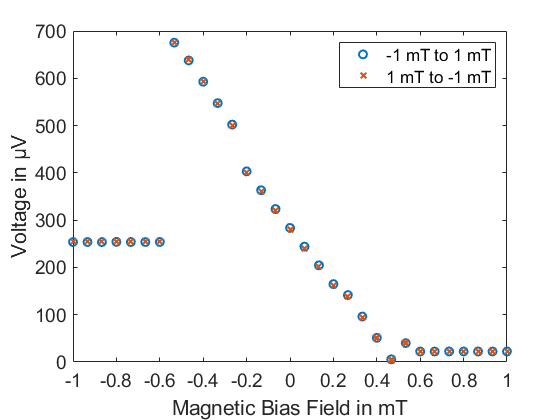 700
600
500
400
300
200
100
0
Voltage in µV
-1 mT to 1 mT
1 mT to -1 mT
-1 -0.8 -0.6 -0.4 -0.2 0 0.2 0.4 0.6 0.8 1
Magnetic Bias Field in mT